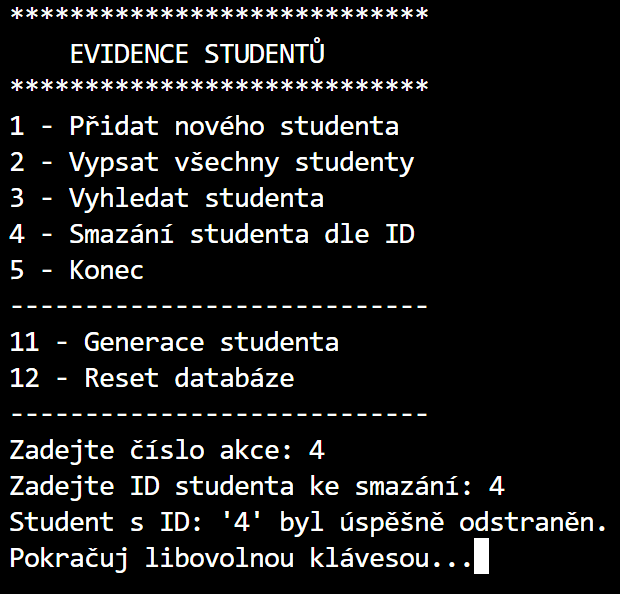 ****************************
EVIDENCE STUDENTŮ
****************************
1 - Přidat nového studenta
2 - Vypsat všechny studenty
3 - Vyhledat studenta
4 - Smazání studenta dle ID
5 - Konec
----------------------------
11 - Generace studenta
12 - Reset databáze
----------------------------
Zadejte číslo akce: 4
Zadejte ID studenta ke smazání: 4
Student s ID: '4' byl úspěšně odstraněn.
Pokračuj libovolnou klávesou...